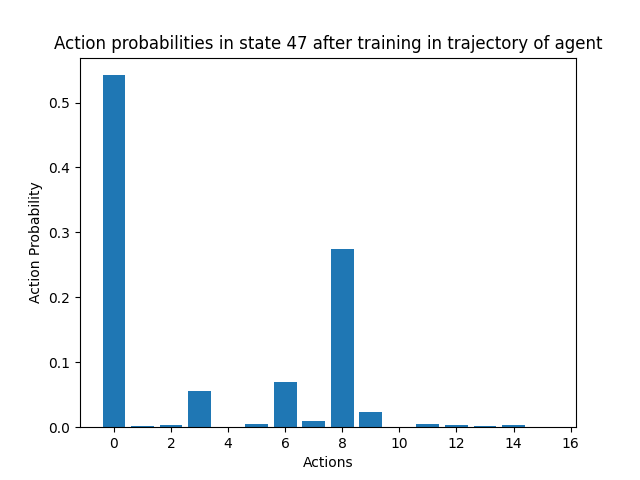 Action probabilities in state 47 after training in trajectory of agent
Action Probability
0.5
0.4
0.3
0.2
0.1
0.0
0 2 4 6 8 10 12 14 16
Actions